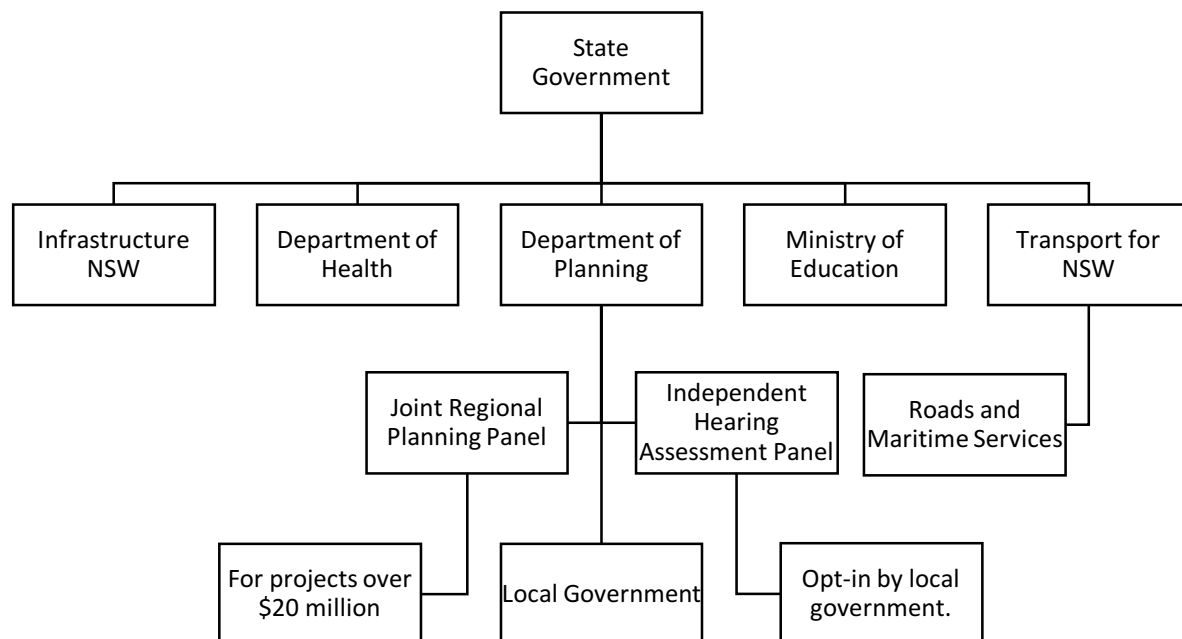 State
Government
Infrastructure
NSW
Department of
Health
Department of
Planning
Ministry of
Education
Transport for
NSW
Joint Regional
Planning Panel
Independent
Hearing
Assessment Panel
Roads and
Maritime Services
For projects over
$20 million
Local Government
Opt-in by local
government.